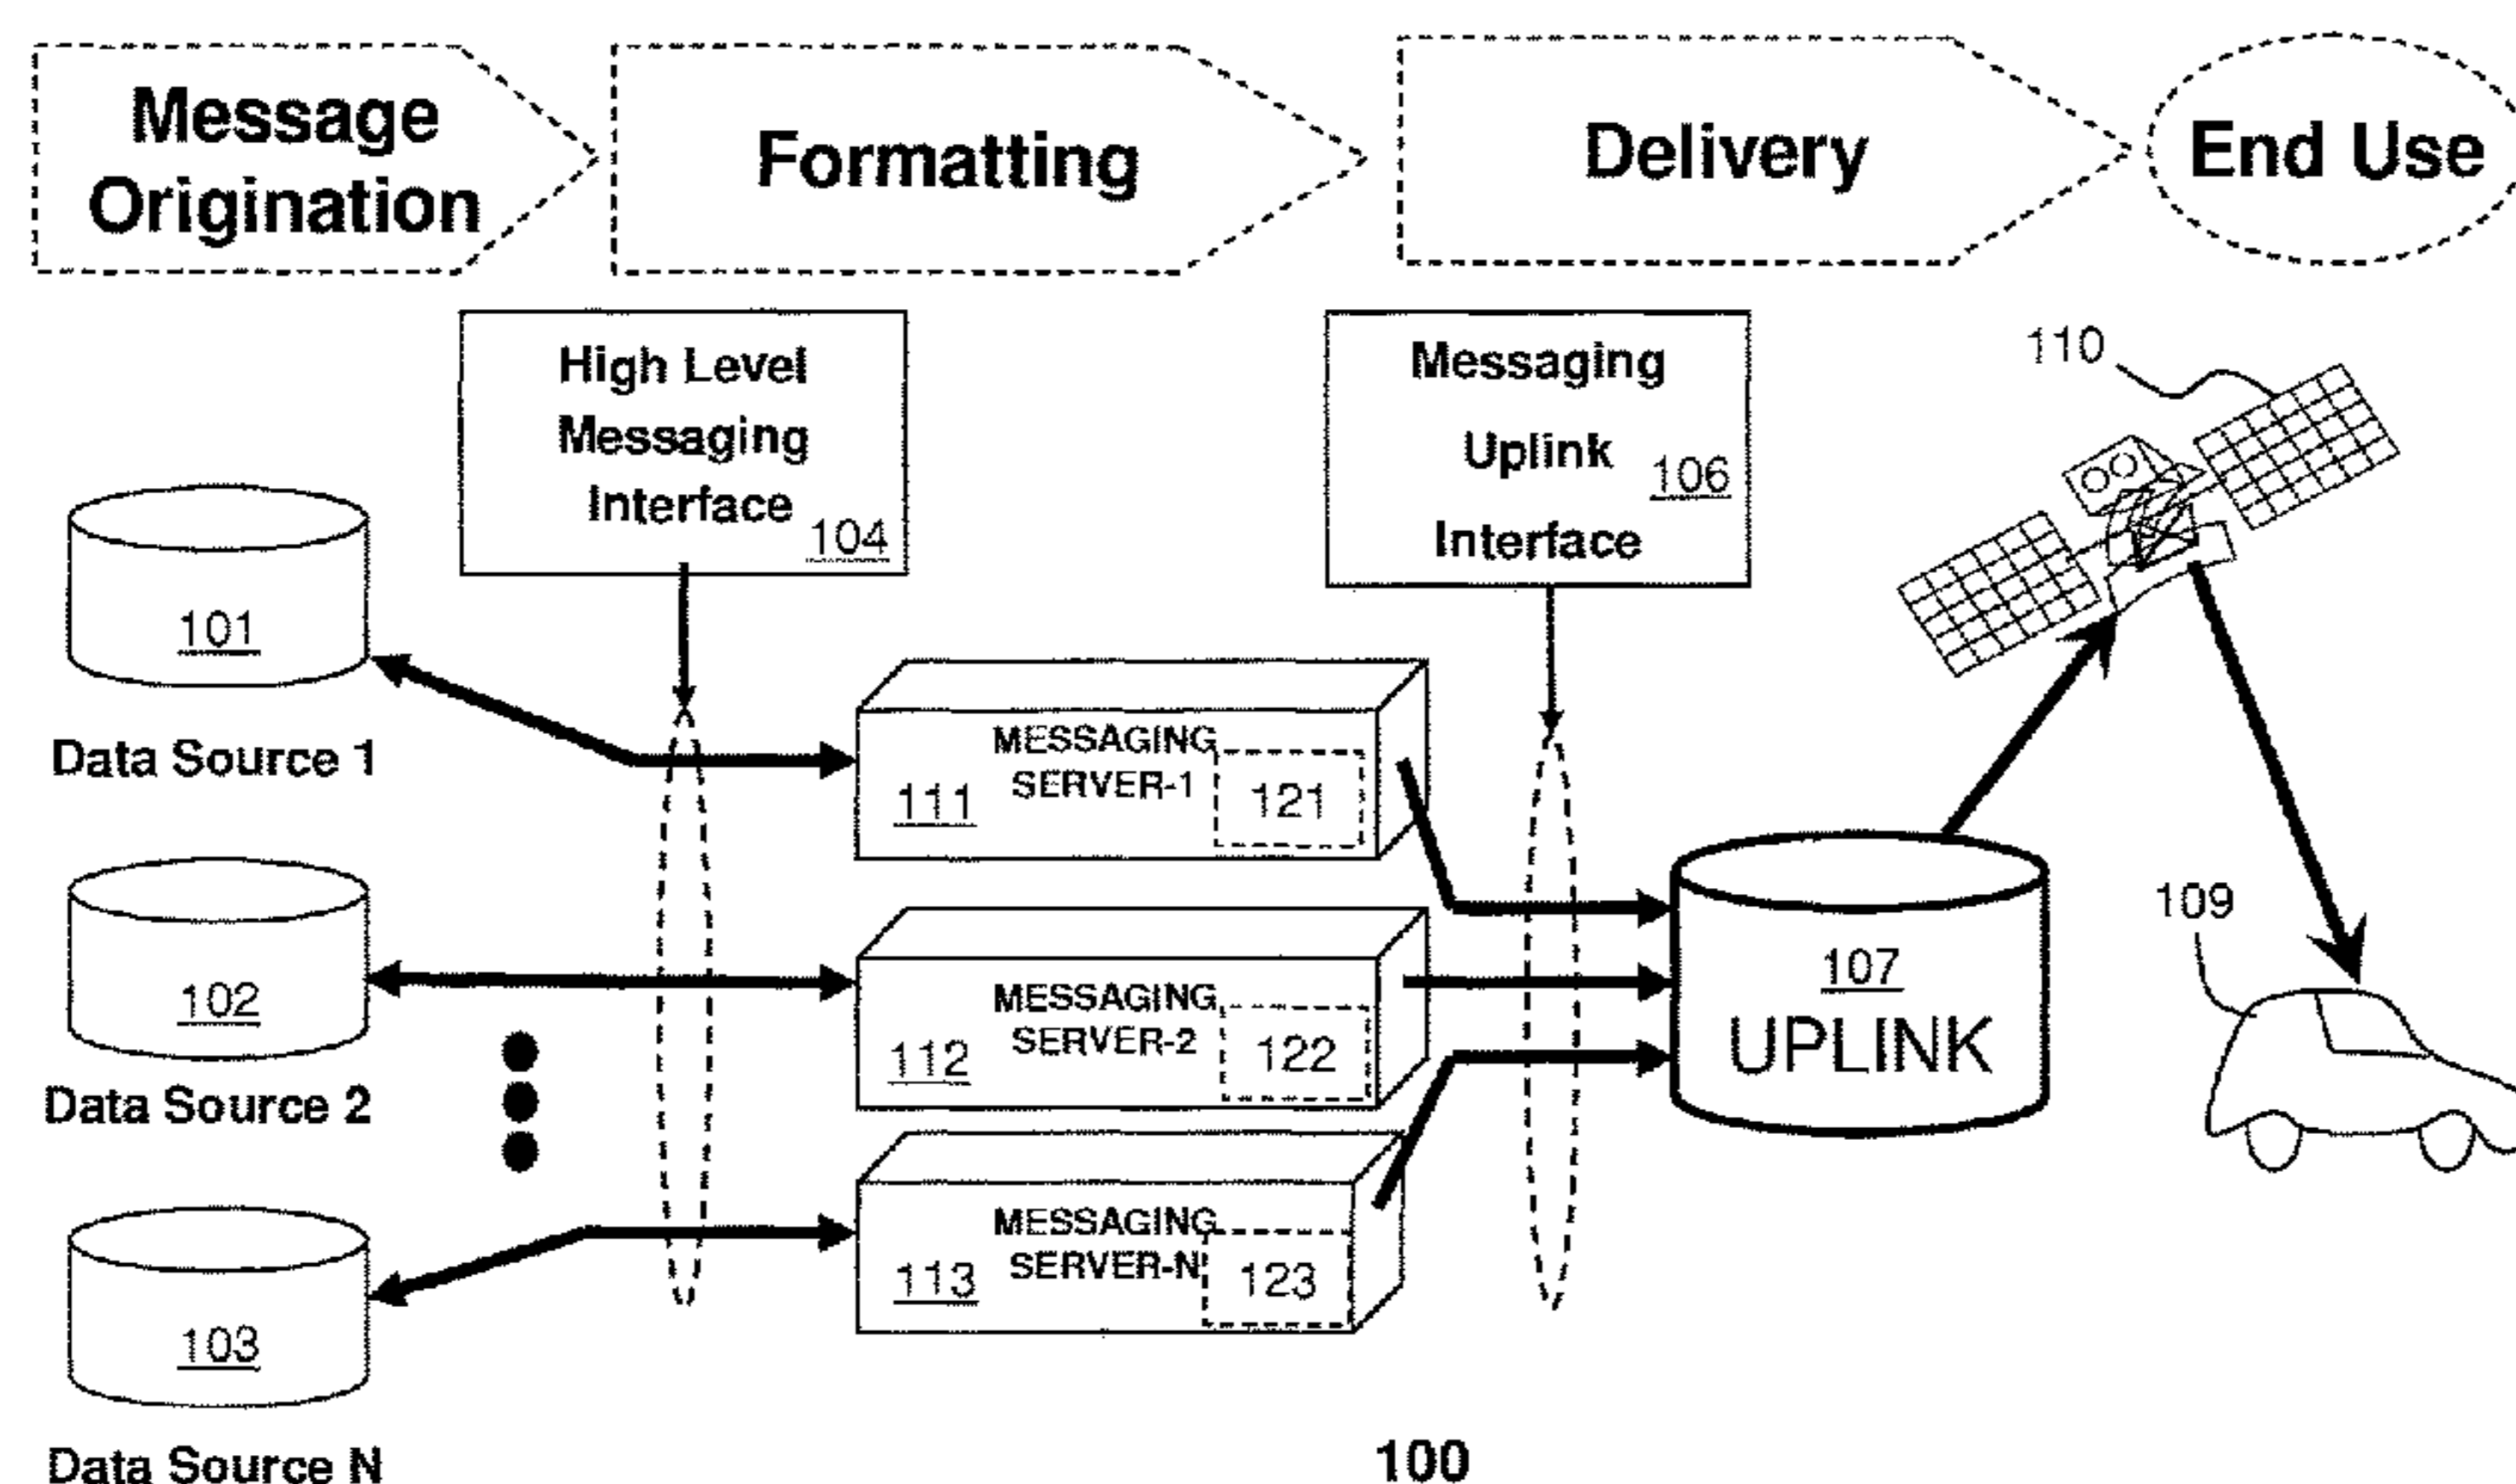 Message
Origination
Formatting
Delivery
End Use
High Level
Messaging
Interface
104
Messaging
Uplink
106
Interface
110
101
Data Source 1
MESSAGING
SERVER-1
111
121
109
102
Data Source 2
MESSAGING
SERVER-2
112
122
107
UPLINK
103
Data Source N
MESSAGING
SERVER-N
113
123
100